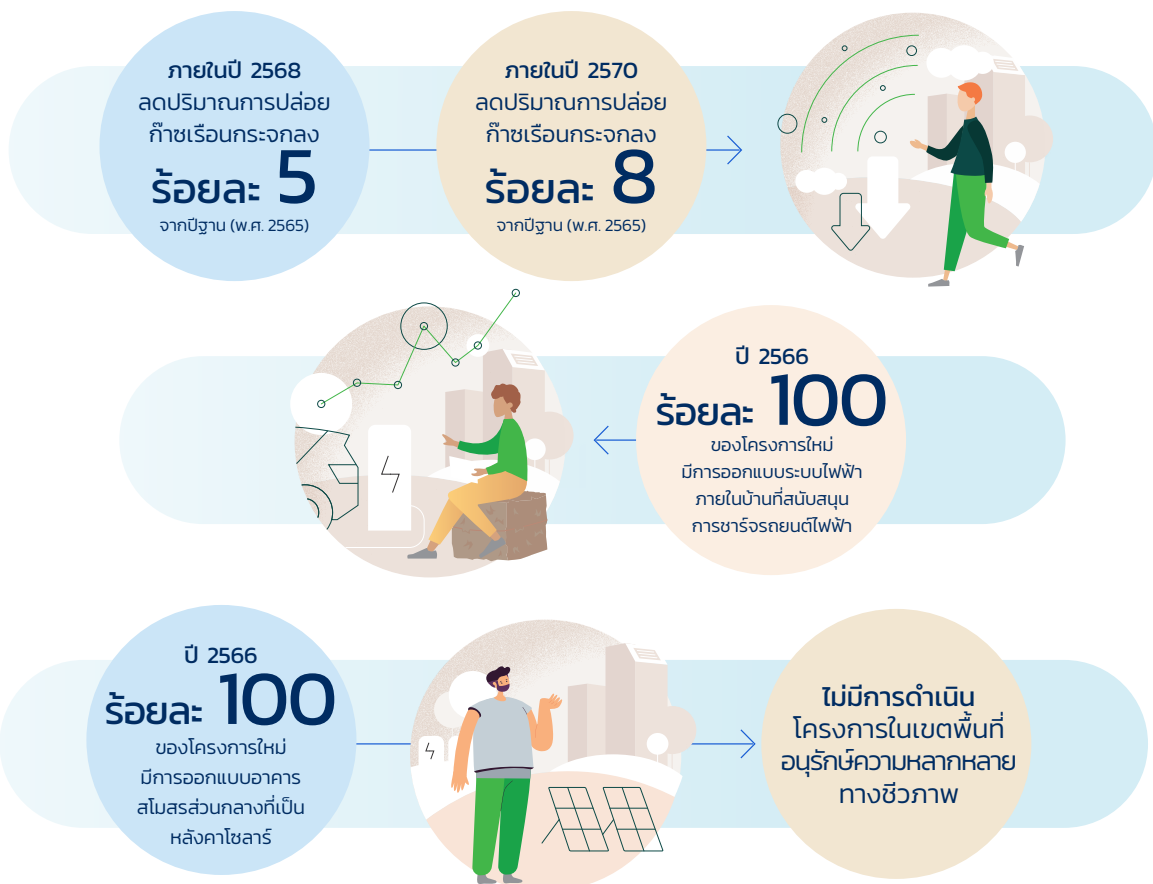 ภายในปี 2568
ลดปริมาณการปล่อย
ก๊าซเรือนกระจกลง
ร้อยละ 5
จากปีฐาน (พ.ศ. 2565)
ภายในปี 2570
ลดปริมาณการปล่อย
ก๊าซเรือนกระจกลง
ร้อยละ 8
จากปีฐาน (พ.ศ. 2565)
ปี 2566
ร้อยละ 100
ของโครงการใหม่
มีการออกแบบระบบไฟฟ้า
ภายในบ้านที่สนับสนุน
การชาร์จรถยนต์ไฟฟ้า
ปี 2566
ร้อยละ 100
ของโครงการใหม่
มีการออกแบบอาคาร
สโมสรส่วนกลางที่เป็น
หลังคาโซลาร์
ไม่มีการดำเนิน
โครงการในเขตพื้นที่
อนุรักษ์ความหลากหลาย
ทางชีวภาพ